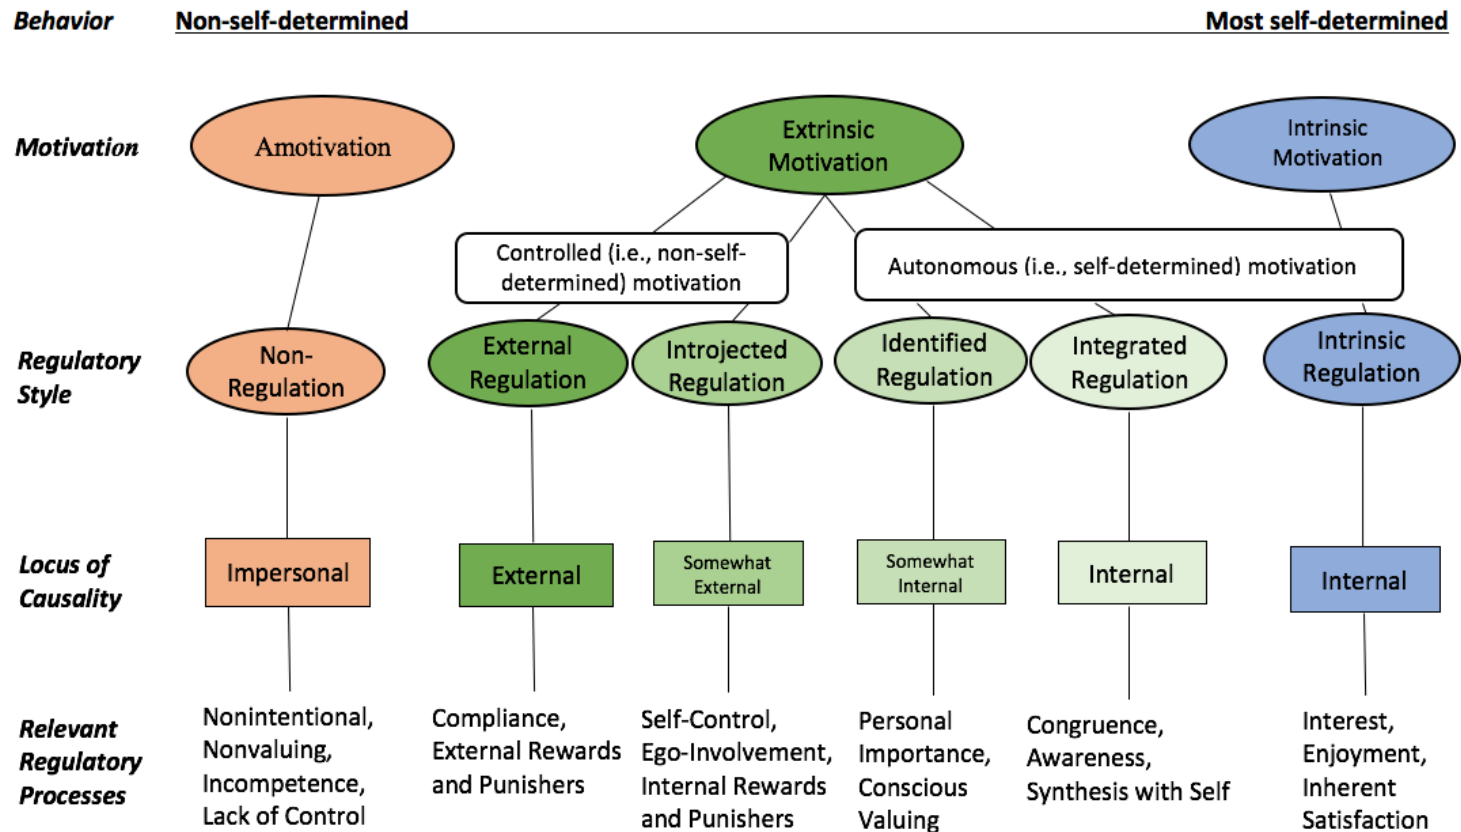 Behavior
Non-self-determined
Most self-determined
Motivation
Amotivation
Extrinsic
Motivation
Intrinsic
Motivation
Controlled (i.e., non-self-
determined) motivation
Autonomous (i.e., self-determined) motivation
Regulatory
Style
Non-
Regulation
External
Regulation
Introjected
Regulation
Identified
Regulation
Integrated
Regulation
Intrinsic
Regulation
Locus of
Causality
Impersonal
External
Somewhat
External
Somewhat
Internal
Internal
Internal
Relevant
Regulatory
Processes
Nonintentional,
Nonvaluing,
Incompetence,
Lack of Control
Compliance,
External Rewards
and Punishers
Self-Control,
Ego-Involvement,
Internal Rewards
and Punishers
Personal
Importance,
Conscious
Valuing
Congruence,
Awareness,
Synthesis with Self
Interest,
Enjoyment,
Inherent
Satisfaction